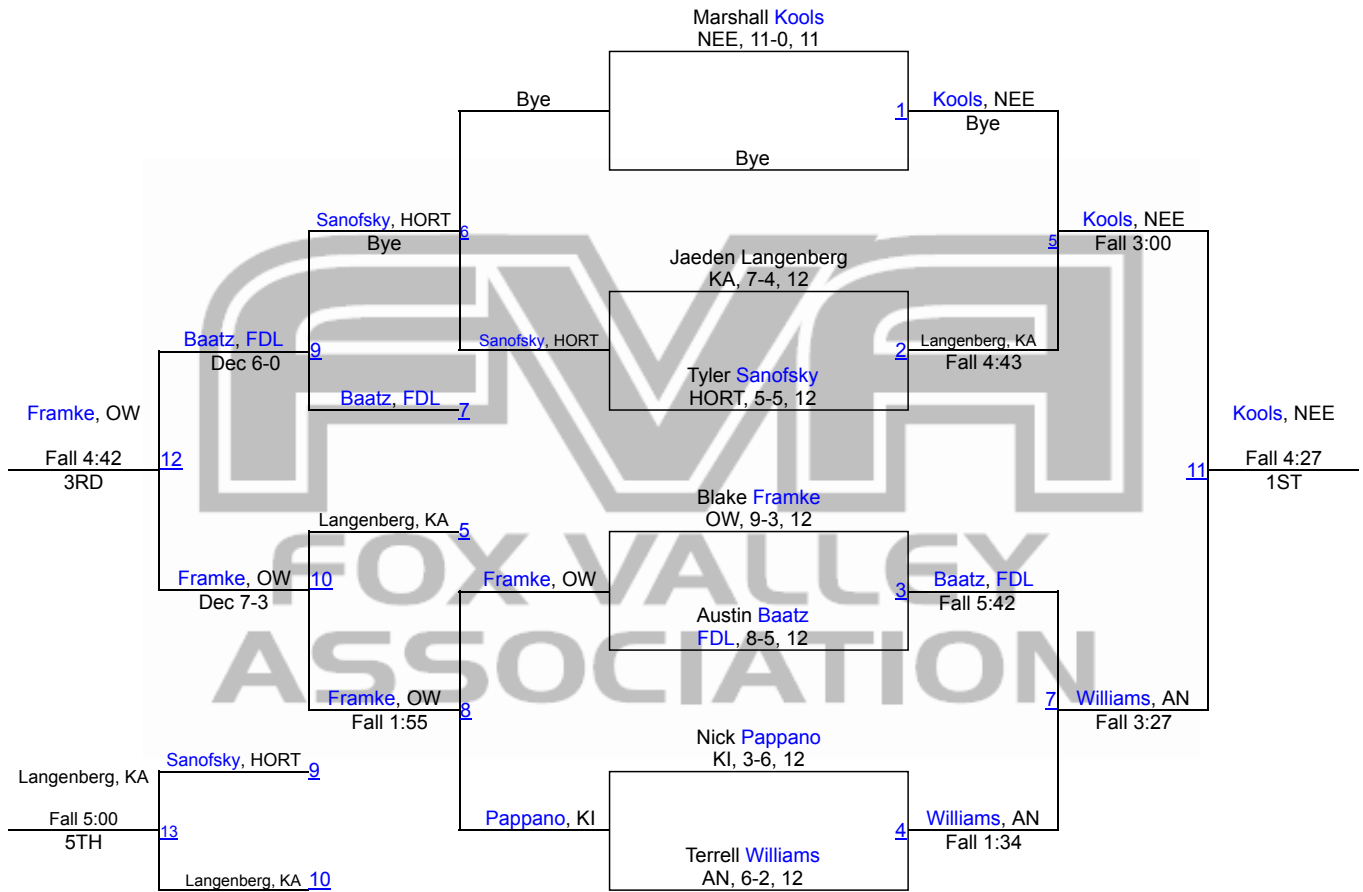 Marshall Kools
NEE, 11-0, 11
Bye
1
Kools, NEE
Bye
Bye
Sanofsky, HORT
6
Bye
Kools, NEE
5
Fall 3:00
Jaeden Langenberg
KA, 7-4, 12
Baatz, FDL
9
Dec 6-0
Sanofsky, HORT
2
Langenberg, KA
Fall 4:43
Tyler Sanofsky
HORT, 5-5, 12
Baatz, FDL
7
Framke, OW
Kools, NEE
Fall 4:42
12
3RD
11
Fall 4:27
1ST
Blake Framke
OW, 9-3, 12
Langenberg, KA
5
FVA
FOX VALLEY
ASSOCIATION
Framke, OW
10
Dec 7-3
Framke, OW
3
Baatz, FDL
Fall 5:42
Austin Baatz
FDL, 8-5, 12
Framke, OW
8
Fall 1:55
7
Williams, AN
Fall 3:27
Nick Pappano
KI, 3-6, 12
Sanofsky, HORT
9
Langenberg, KA
Fall 5:00
13
5TH
Pappano, KI
4
Williams, AN
Fall 1:34
Terrell Williams
AN, 6-2, 12
Langenberg, KA
10